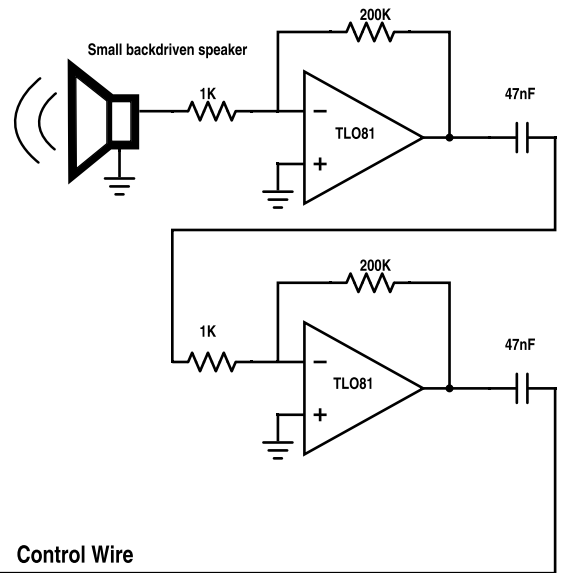 200K
Small backdriven speaker
1K
47nF
TLO81
200K
1K
47nF
TLO81
Control Wire